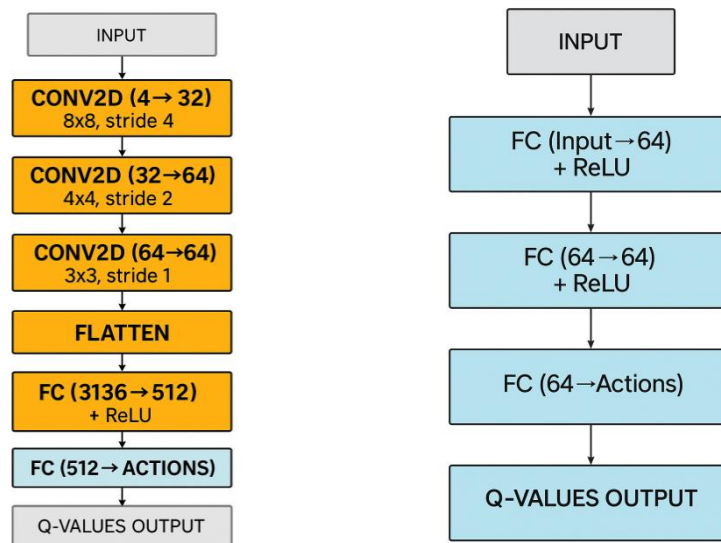 INPUT
CONV2D (4→32)
8x8, stride 4
CONV2D (32→64)
4x4, stride 2
CONV2D (64→64)
3x3, stride 1
FLATTEN
FC (3136→512)
+ ReLU
FC (512→ACTIONS)
Q-VALUES OUTPUT
INPUT
FC (Input→64)
+ ReLU
FC (64→64)
+ ReLU
FC (64→Actions)
Q-VALUES OUTPUT